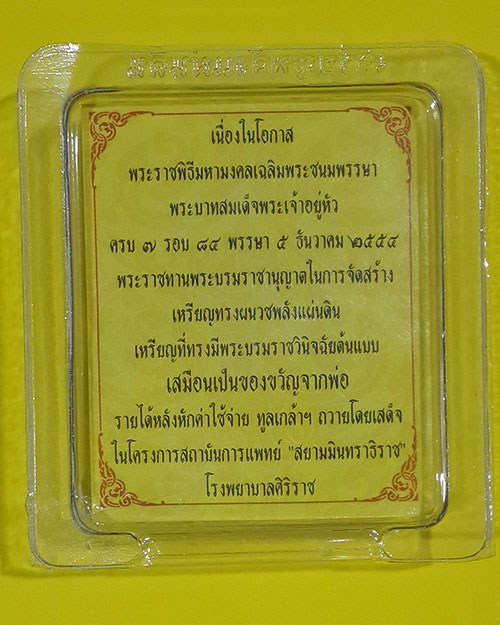 เนื่องในโอกาส
พระราชพิธีมหามงคลเฉลิมพระชนมพรรษา
พระบาทสมเด็จพระเจ้าอยู่หัว
ครบ ๗ รอบ ๘๔ พรรษา ๕ ธันวาคม ๒๕๕๔
พระราชทานพระบรมราชานุญาตในการจัดสร้าง
เหรียญทรงผนวชพลังแผ่นดิน
เหรียญที่ทรงมีพระบรมราชวินิจฉัยต้นแบบ
เสมือนเป็นของขวัญจากพ่อ
รายได้หลังหักค่าใช้จ่าย ทูลเกล้าฯ ถวายโดยเสด็จ
ในโครงการสถาบันการแพทย์ "สยามมินทราธิราช"
โรงพยาบาลศิริราช